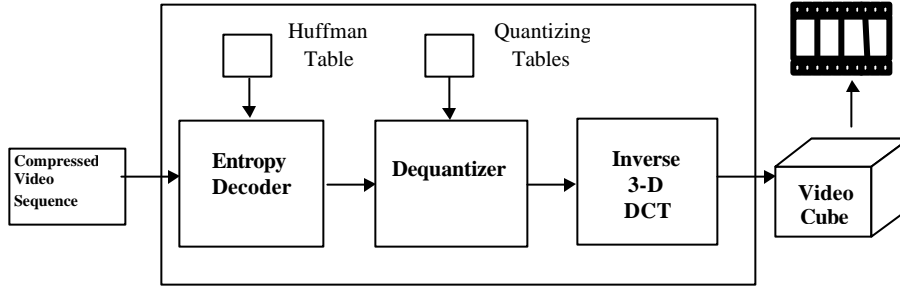 Huffman
Table
Quantizing
Tables
Compressed
Video
Sequence
Entropy
Decoder
Dequantizer
Inverse
3-D
DCT
Video
Cube